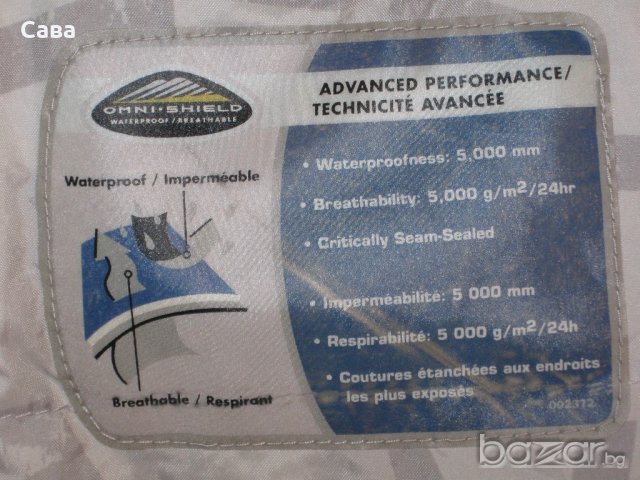 Сава
OMNI·SHIELD
WATERPROOF / BREATHABLE
ADVANCED PERFORMANCE/
TECHNICITÉ AVANCÉE
Waterproof / Imperméable
Breathable / Respirant
• Waterproofness: 5,000 mm
• Breathability: 5,000 g/m2/24hr
• Critically Seam-Sealed
• Imperméabilité: 5 000 mm
• Respirabilité: 5 000 g/m2/24h
• Coutures étanchées aux endroits
les plus exposés
002372
bazar.bg